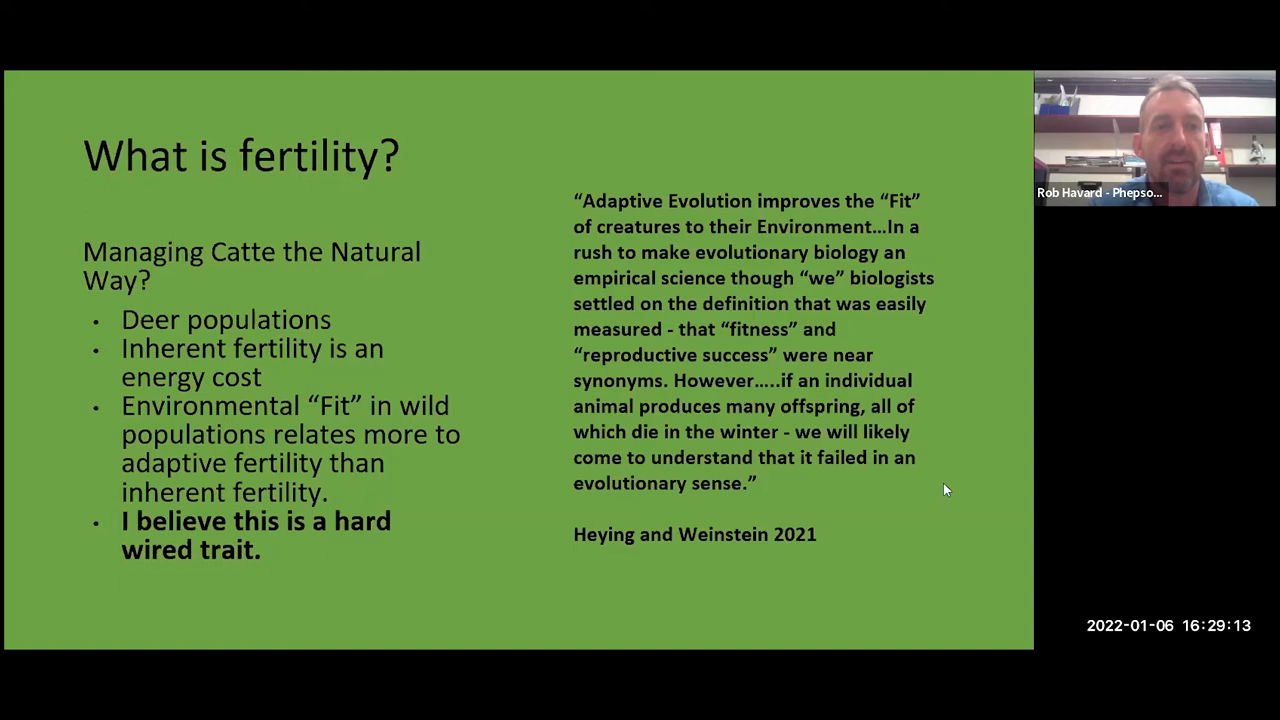 What is fertility?
Managing Catte the Natural
Way?
• Deer populations
• Inherent fertility is an
energy cost
• Environmental “Fit” in wild
populations relates more to
adaptive fertility than
inherent fertility.
• I believe this is a hard
wired trait.
“Adaptive Evolution improves the “Fit”
of creatures to their Environment…In a
rush to make evolutionary biology an
empirical science though “we” biologists
settled on the definition that was easily
measured - that “fitness” and
“reproductive success” were near
synonyms. However…..if an individual
animal produces many offspring, all of
which die in the winter - we will likely
come to understand that it failed in an
evolutionary sense.”
Heying and Weinstein 2021
Rob Havard - Phepso...
2022-01-06 16:29:13